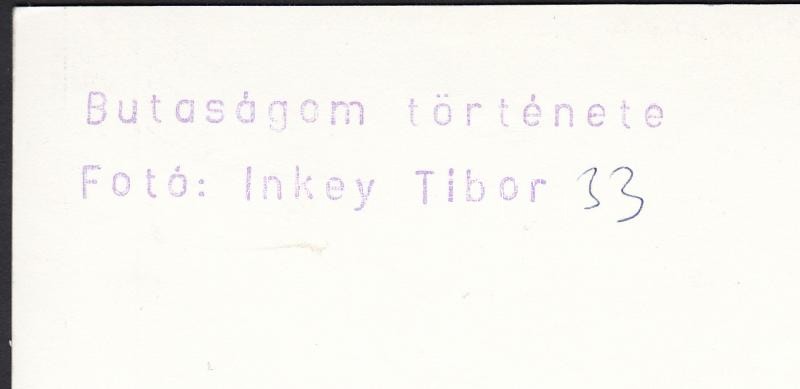 Butaságom története
Fotó: Inkey Tibor 33